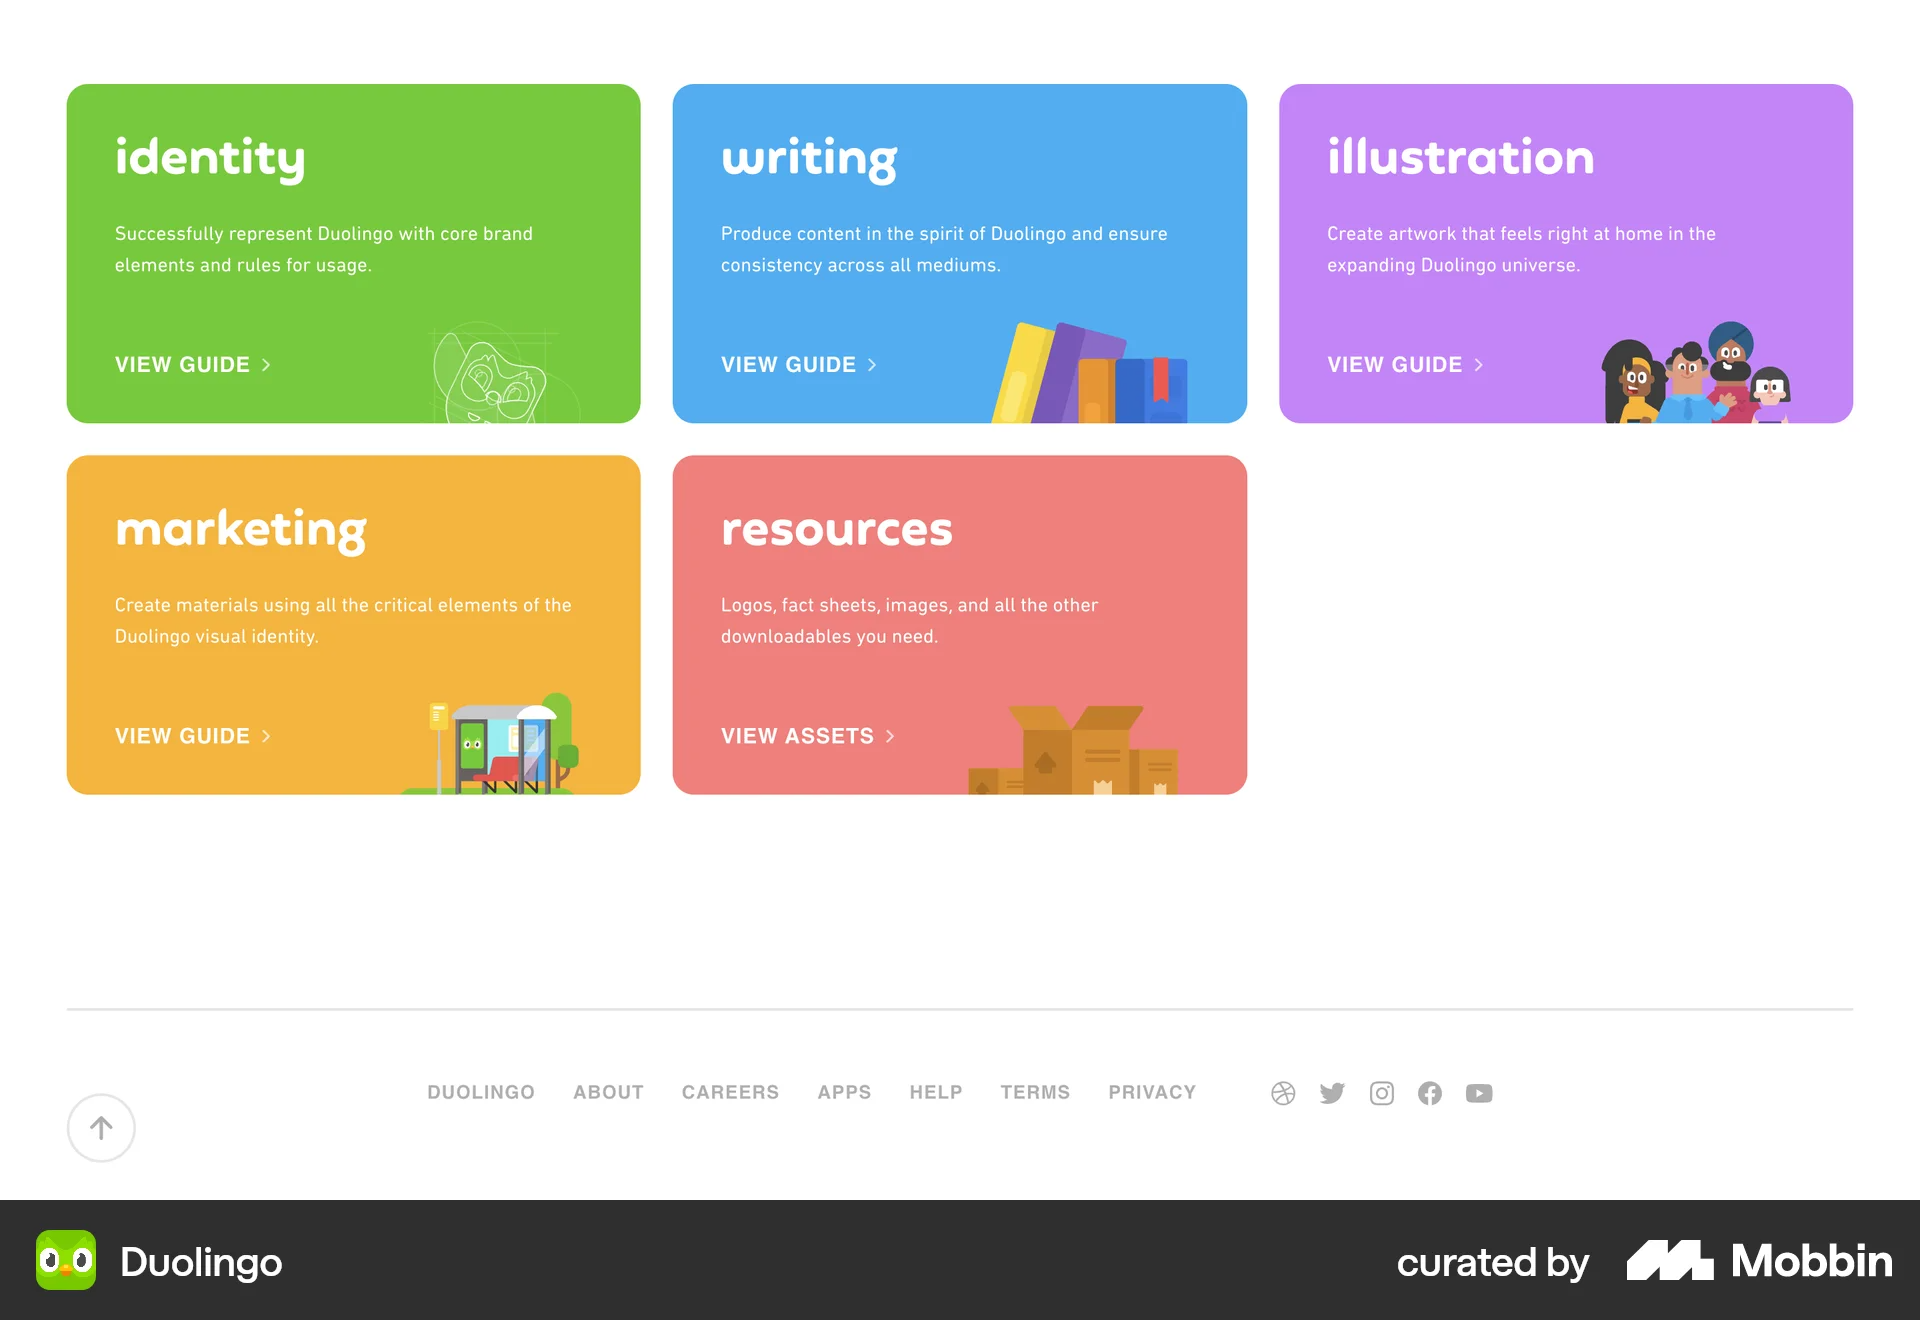 identity
Successfully represent Duolingo with core brand
elements and rules for usage.
VIEW GUIDE
writing
Produce content in the spirit of Duolingo and ensure
consistency across all mediums.
VIEW GUIDE
illustration
Create artwork that feels right at home in the
expanding Duolingo universe.
VIEW GUIDE
marketing
Create materials using all the critical elements of the
Duolingo visual identity.
VIEW GUIDE
resources
Logos, fact sheets, images, and all the other
downloadables you need.
VIEW ASSETS
DUOLINGO ABOUT CAREERS APPS HELP TERMS PRIVACY
Duolingo
curated by Mobbin